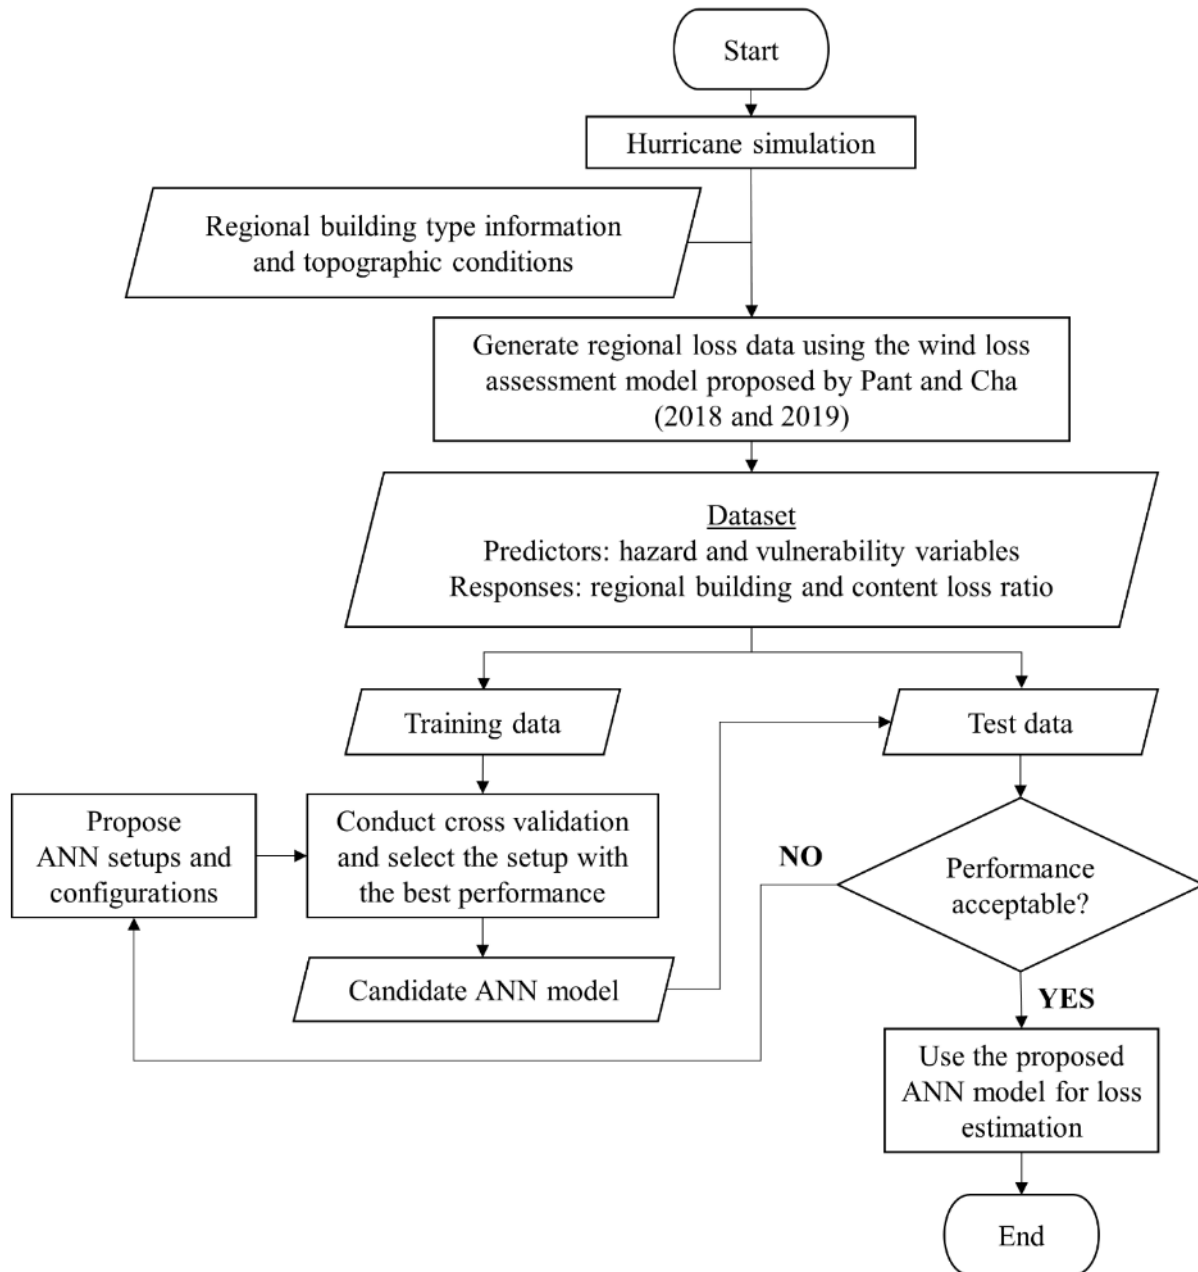 Start
Hurricane simulation
Regional building type information
and topographic conditions
Generate regional loss data using the wind loss
assessment model proposed by Pant and Cha
(2018 and 2019)
Dataset
Predictors: hazard and vulnerability variables
Responses: regional building and content loss ratio
Training data
Test data
Propose
ANN setups and
configurations
Conduct cross validation
and select the setup with
the best performance
NO
Performance
acceptable?
Candidate ANN model
YES
Use the proposed
ANN model for loss
estimation
End